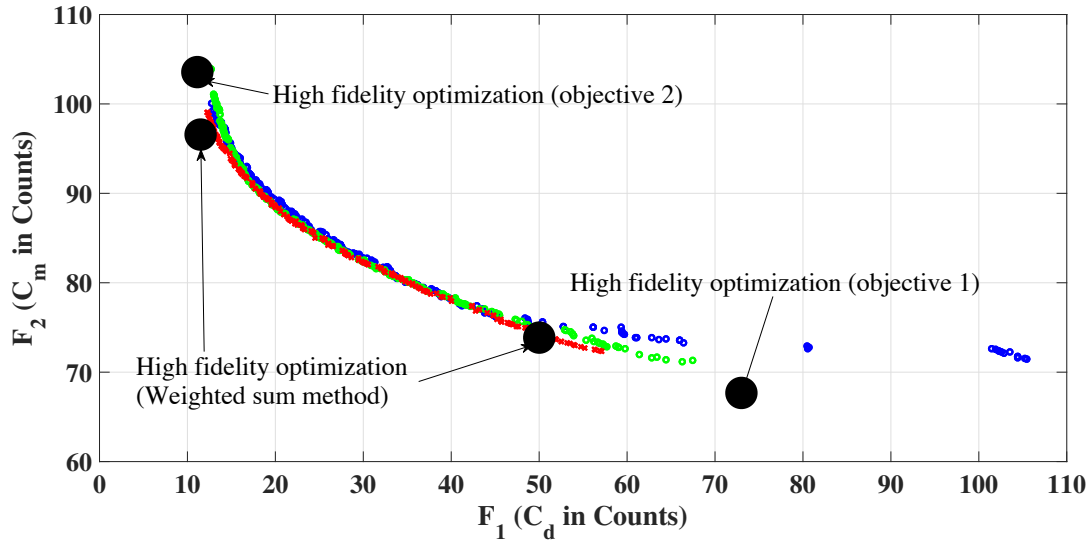 110
100
90
80
70
60
F2 ((Cm in Counts)
High fidelity optimization (objective 2)
High fidelity optimization (objective 1)
High fidelity optimization
(Weighted sum method)
0 10 20 30 40 50 60 70 80 90 100 110
F1 (Cd in Counts)